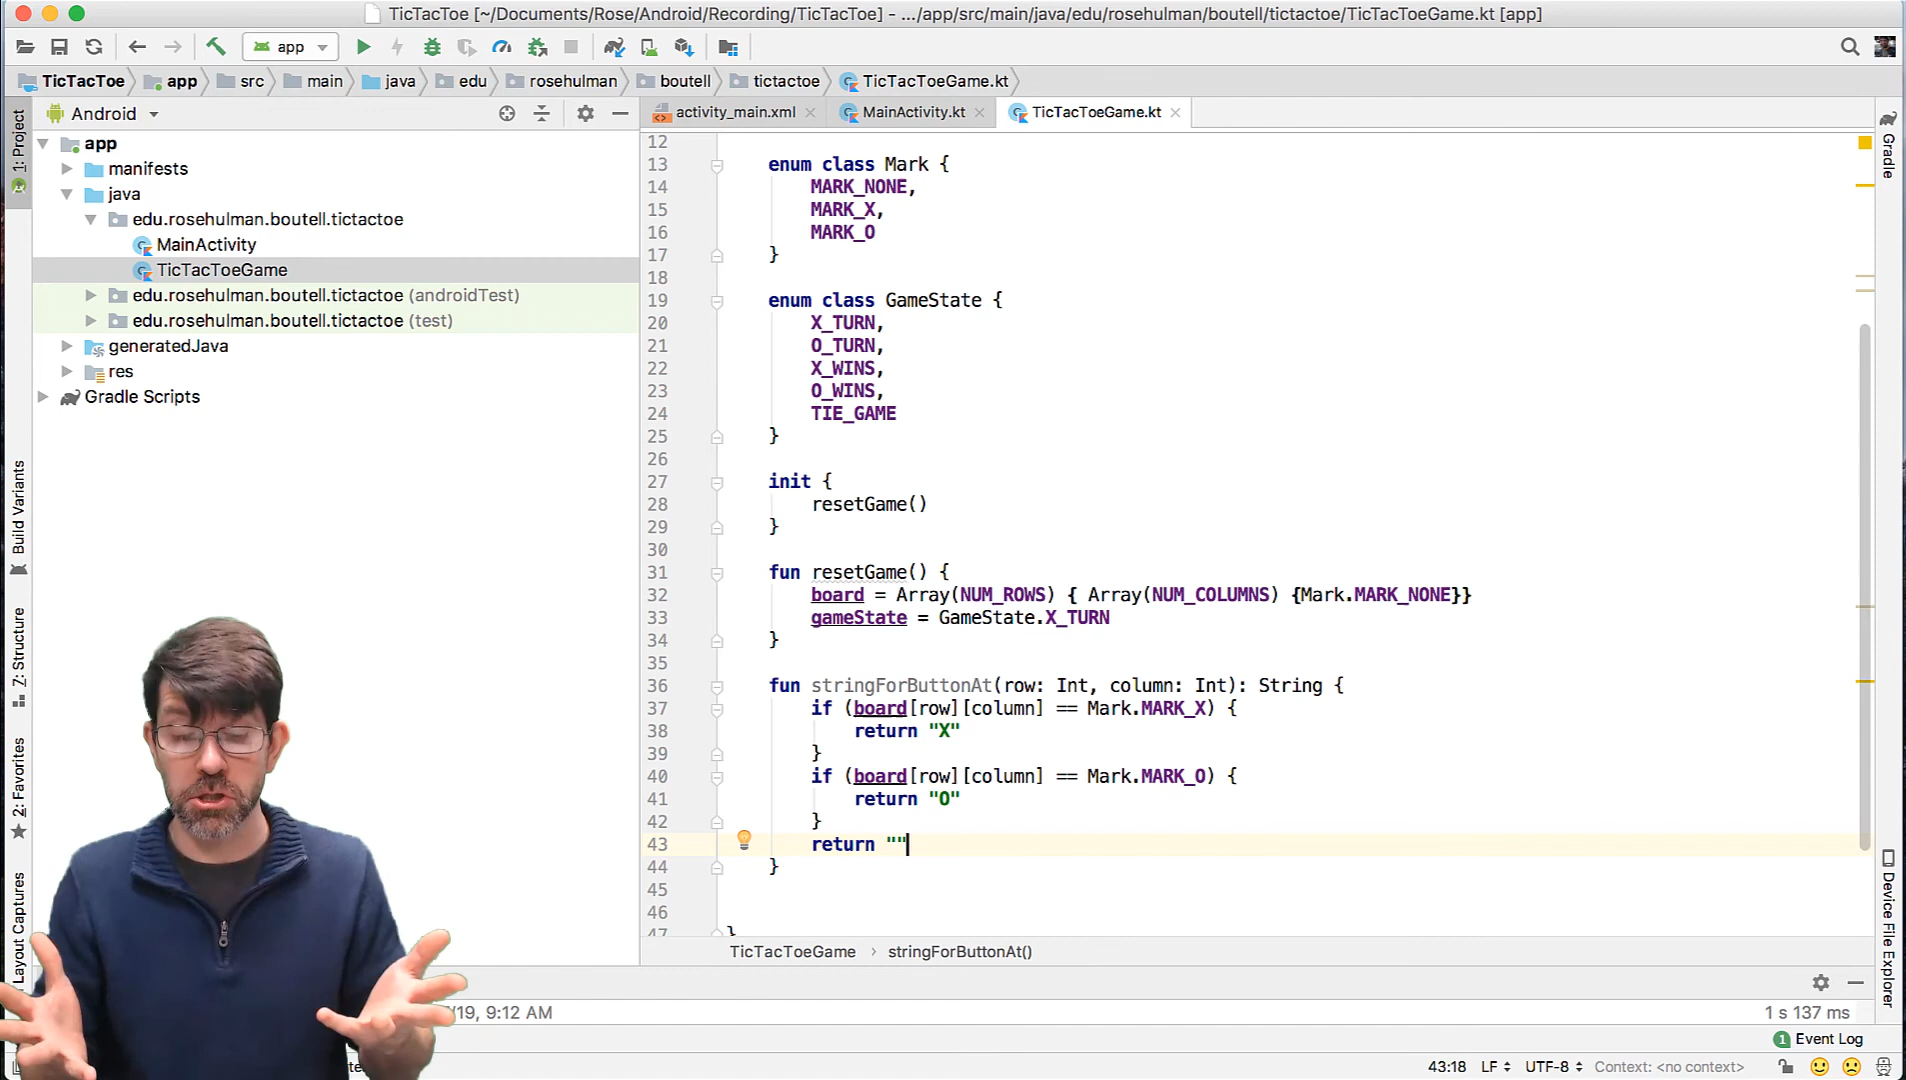 TicTacToe [~/Documents/Rose/Android/Recording/TicTacToe] - .../app/src/main/java/edu/rosehulman/boutell/tictactoe/TicTacToeGame.kt [app]
app
TicTacToe app src main java edu rosehulman boutell tictactoe TicTacToeGame.kt
1: Project
Android
activity_main.xml
MainActivity.kt
TicTacToeGame.kt
Gradle
app
manifests
java
edu.rosehulman.boutell.tictactoe
MainActivity
TicTacToeGame
edu.rosehulman.boutell.tictactoe (androidTest)
edu.rosehulman.boutell.tictactoe (test)
generatedJava
res
Gradle Scripts
Build Variants
7: Structure
2: Favorites
Layout Captures
12
13 enum class Mark {
14 MARK_NONE,
15 MARK_X,
16 MARK_O
17 }
18
19 enum class GameState {
20 X_TURN,
21 O_TURN,
22 X_WINS,
23 O_WINS,
24 TIE_GAME
25 }
26
27 init {
28 resetGame()
29 }
30
31 fun resetGame() {
32 board = Array(NUM_ROWS) { Array(NUM_COLUMNS) {Mark.MARK_NONE}}
33 gameState = GameState.X_TURN
34 }
35
36 fun stringForButtonAt(row: Int, column: Int): String {
37 if (board[row][column] == Mark.MARK_X) {
38 return "X"
39 }
40 if (board[row][column] == Mark.MARK_O) {
41 return "O"
42 }
43 return ""
44 }
45
46
47 }
TicTacToeGame › stringForButtonAt()
Device File Explorer
/19, 9:12 AM
1 s 137 ms
1 Event Log
43:18 LF UTF-8 Context: <no context>